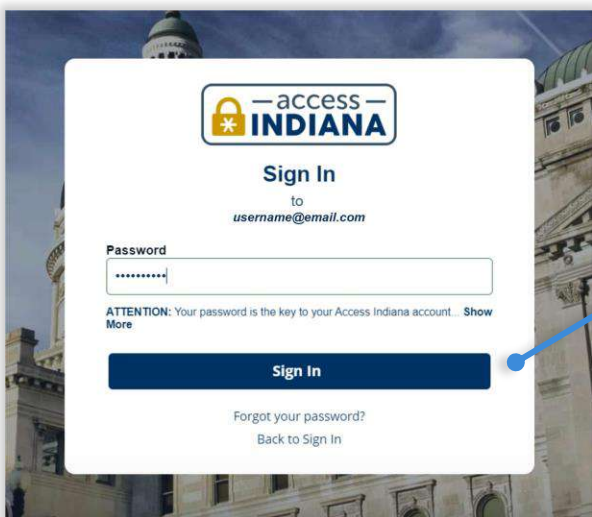 access
INDIANA
Sign In
to
username@email.com
Password
••••••••••
ATTENTION: Your password is the key to your Access Indiana account... Show
More
Sign In
Forgot your password?
Back to Sign In